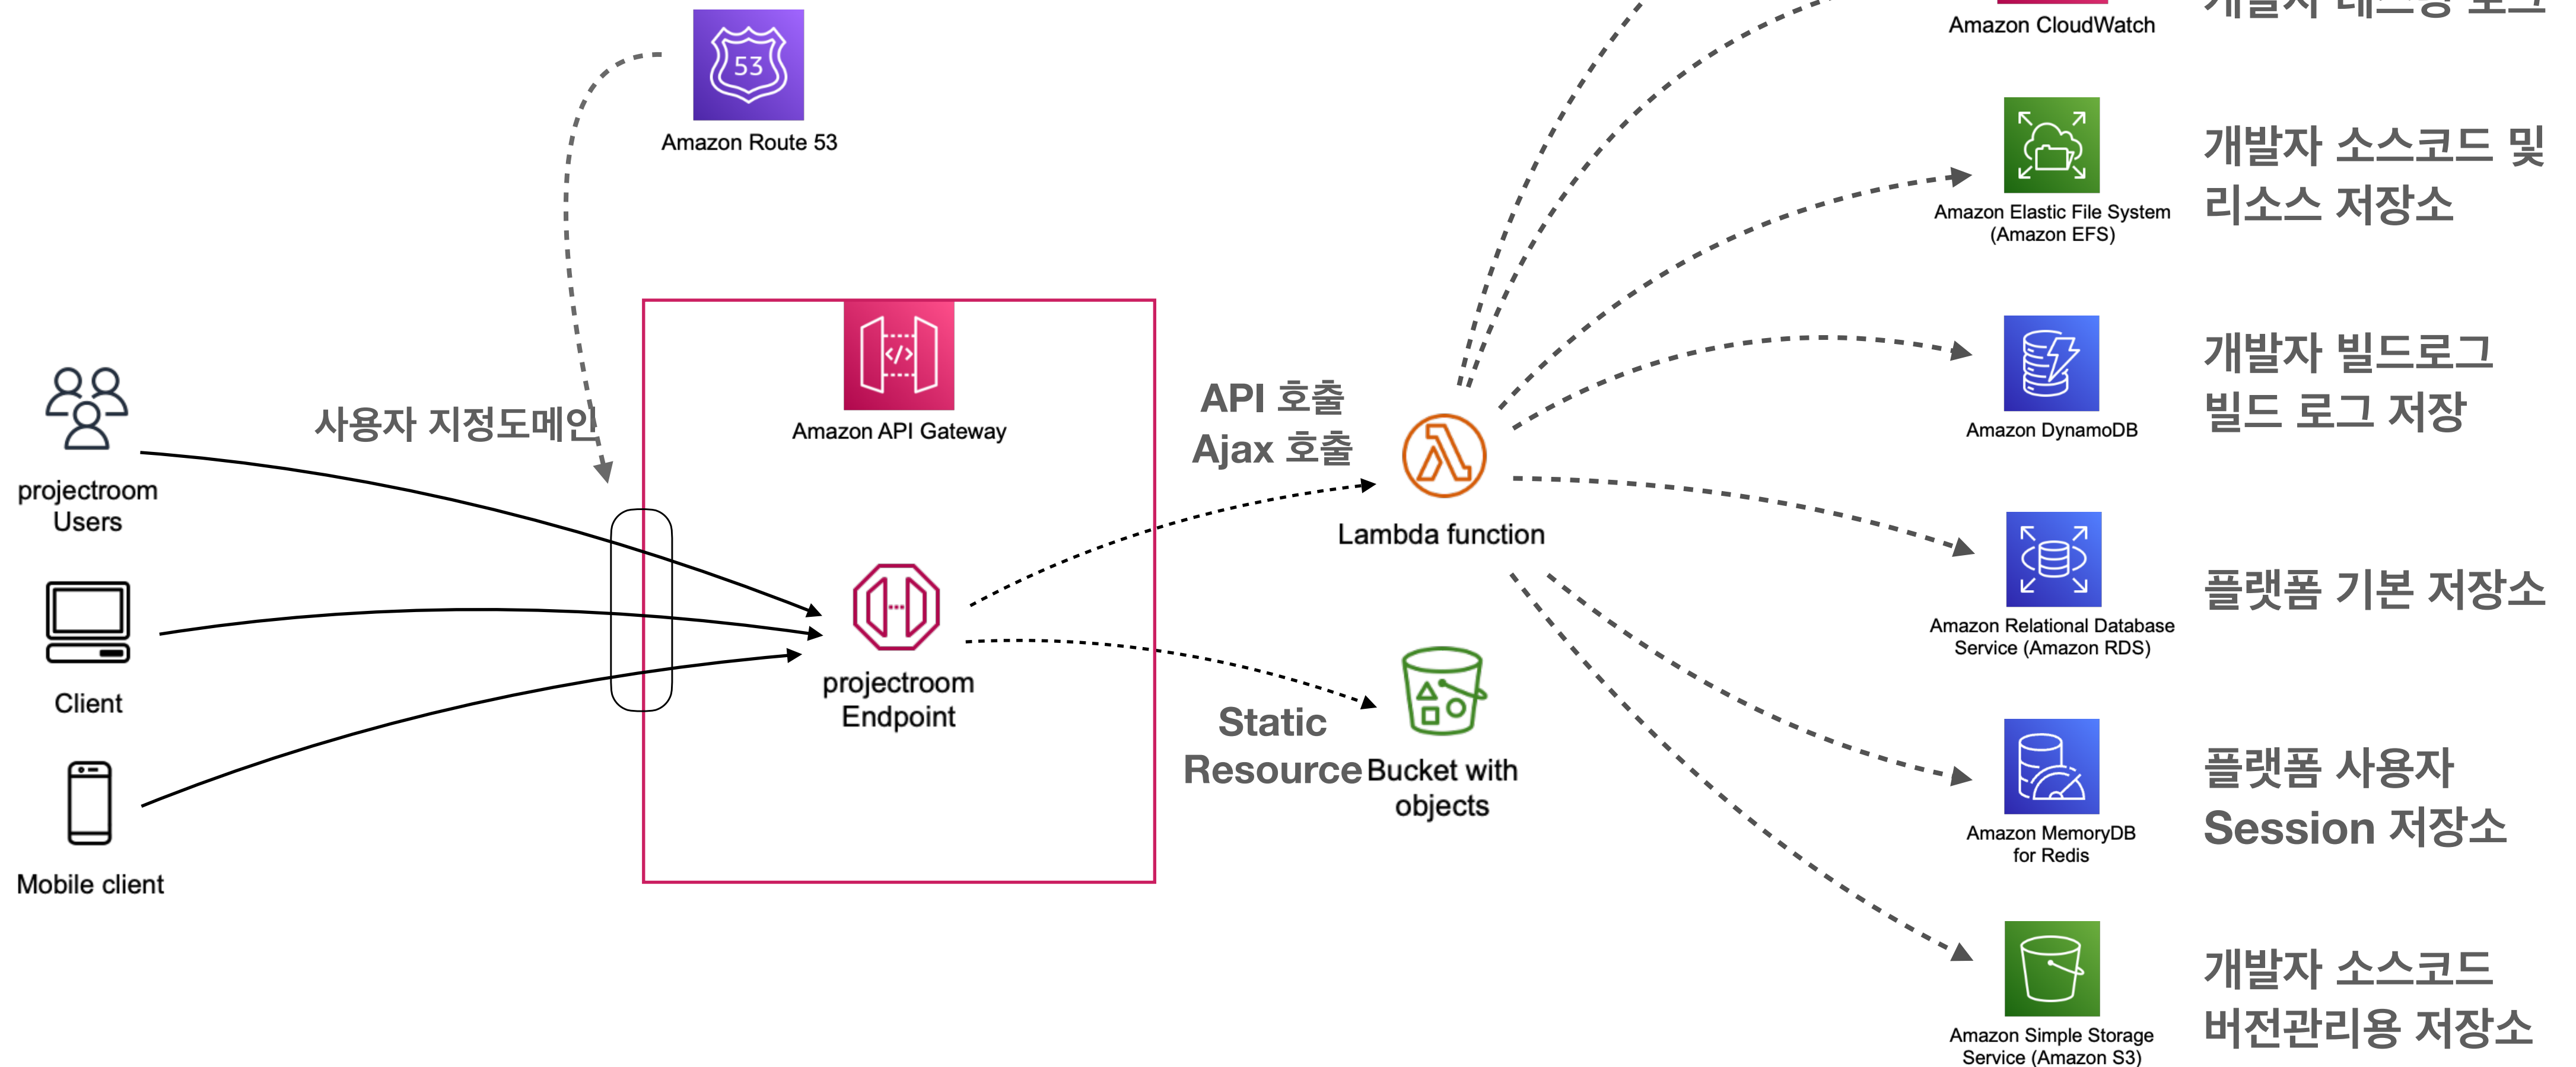 Amazon CloudWatch
53
Amazon Route 53
Amazon Elastic File System
(Amazon EFS)
개발자 소스코드 및
리소스 저장소
</>
Amazon API Gateway
사용자 지정도메인
projectroom
Users
Client
Mobile client
projectroom
Endpoint
API 호출
Ajax 호출
Lambda function
Static
Resource
Bucket with
objects
Amazon DynamoDB
개발자 빌드로그
빌드 로그 저장
Amazon Relational Database
Service (Amazon RDS)
플랫폼 기본 저장소
Amazon MemoryDB
for Redis
플랫폼 사용자
Session 저장소
Amazon Simple Storage
Service (Amazon S3)
개발자 소스코드
버전관리용 저장소